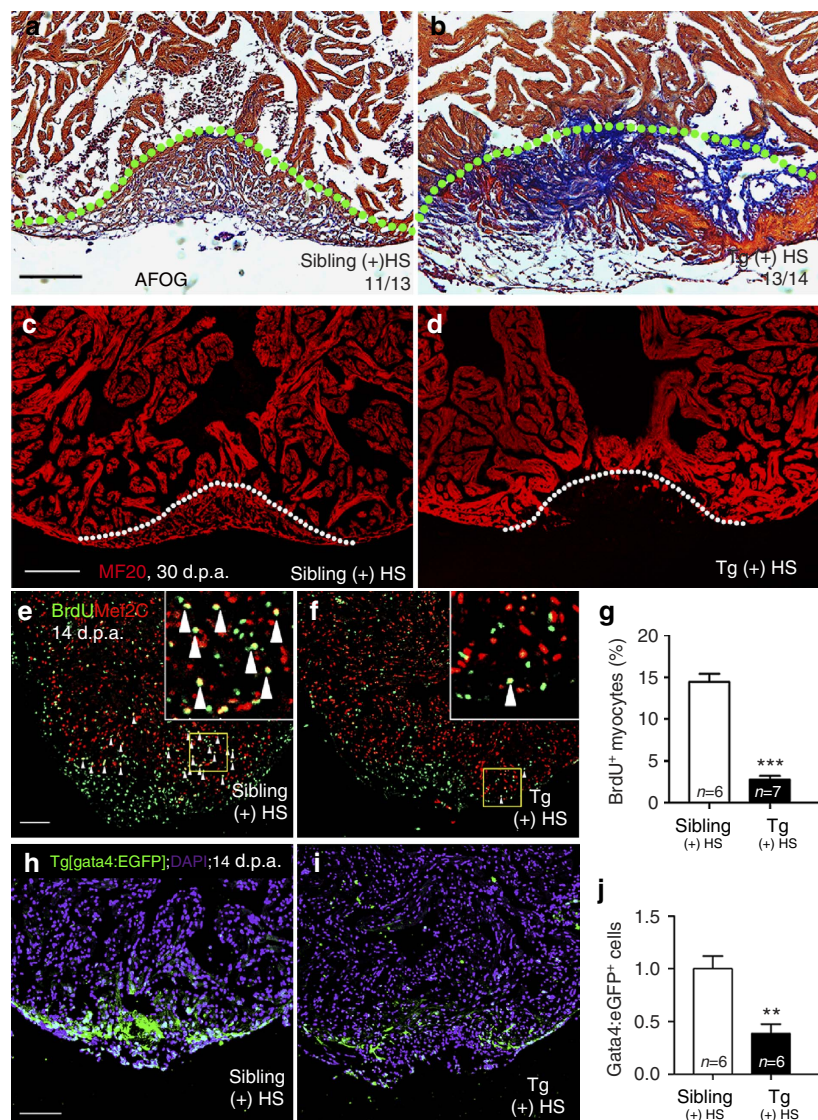 a
AFOG
Sibling (+)HS
11/13
b
Tg (+) HS
13/14
c
MF20, 30 d.p.a.
Sibling (+) HS
d
Tg (+) HS
e
BrdU/Mef2C
14 d.p.a.
Sibling
(+) HS
f
Tg
(+) HS
g
BrdU+ myocytes (%)
20
15
10
5
0
***
n=6
n=7
Sibling
(+) HS
Tg
(+) HS
h
Tg[gata4:EGFP];DAPI;14 d.p.a.
Sibling
(+) HS
i
Tg
(+) HS
j
Gata4:eGFP+ cells
1.5
1.0
0.5
0.0
**
n=6
n=6
Sibling
(+) HS
Tg
(+) HS